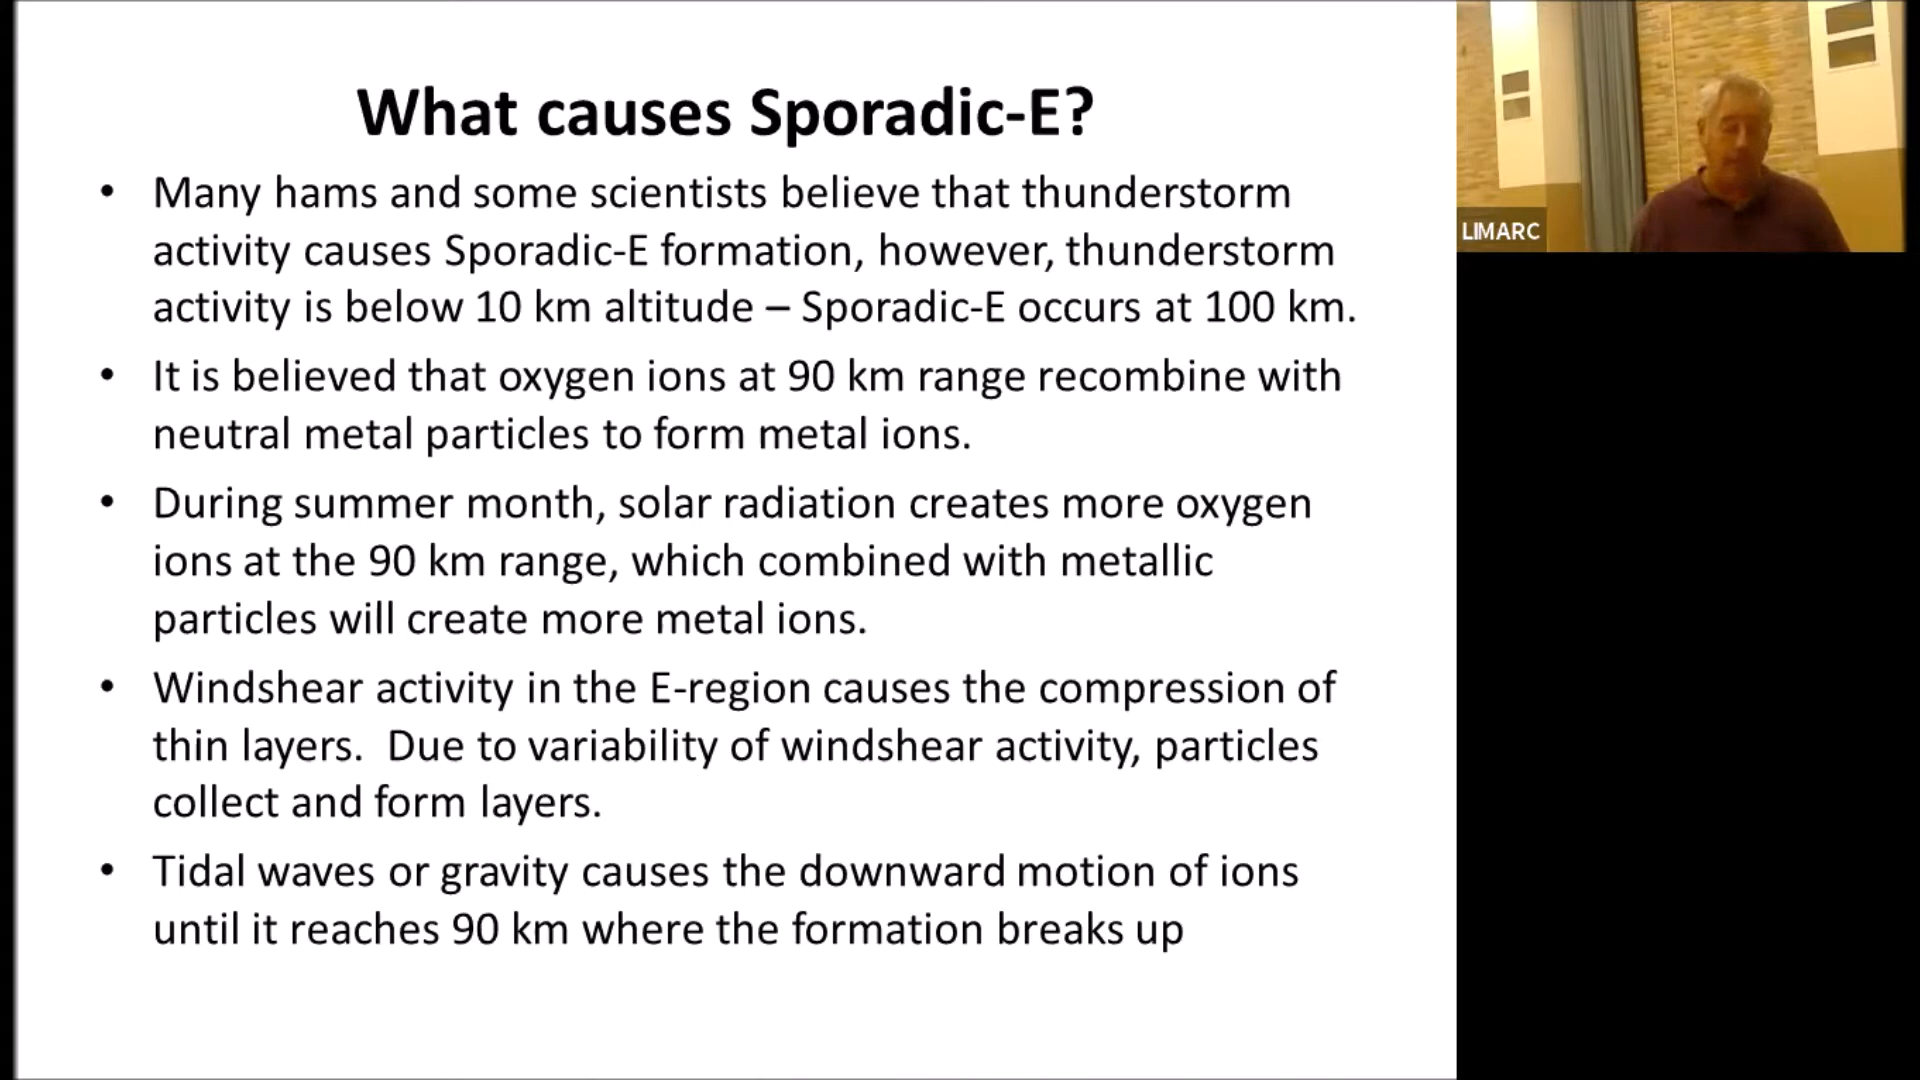 What causes Sporadic-E?
• Many hams and some scientists believe that thunderstorm
activity causes Sporadic-E formation, however, thunderstorm
activity is below 10 km altitude – Sporadic-E occurs at 100 km.
• It is believed that oxygen ions at 90 km range recombine with
neutral metal particles to form metal ions.
• During summer month, solar radiation creates more oxygen
ions at the 90 km range, which combined with metallic
particles will create more metal ions.
• Windshear activity in the E-region causes the compression of
thin layers.  Due to variability of windshear activity, particles
collect and form layers.
• Tidal waves or gravity causes the downward motion of ions
until it reaches 90 km where the formation breaks up
LIMARC